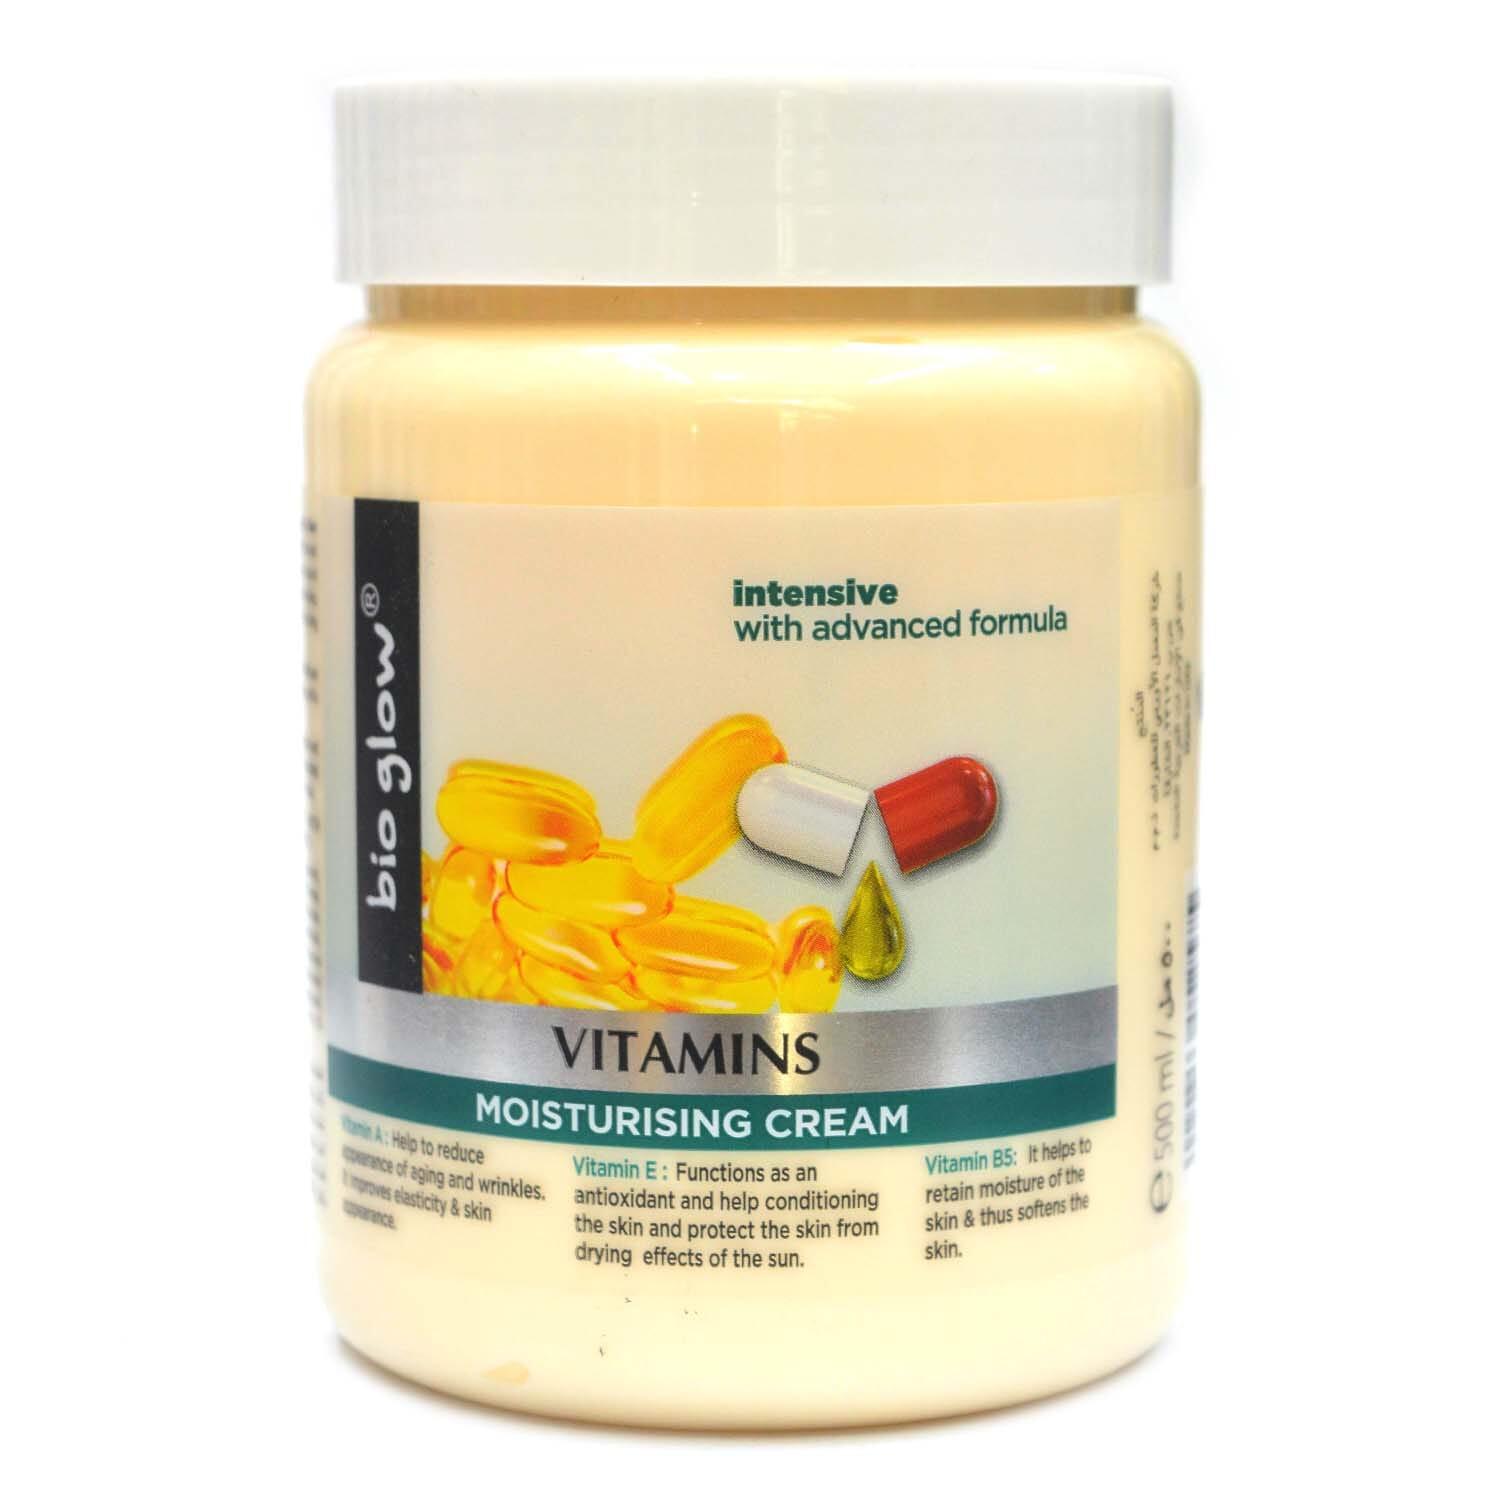 bio glow®
intensive
with advanced formula
VITAMINS
MOISTURISING CREAM
Vitamin A : Help to reduce
appearance of aging and wrinkles.
It improves elasticity & skin
appearance.
Vitamin E : Functions as an
antioxidant and help conditioning
the skin and protect the skin from
drying effects of the sun.
Vitamin B5: It helps to
retain moisture of the
skin & thus softens the
skin.
e 500 ml / ٥٠٠ مل